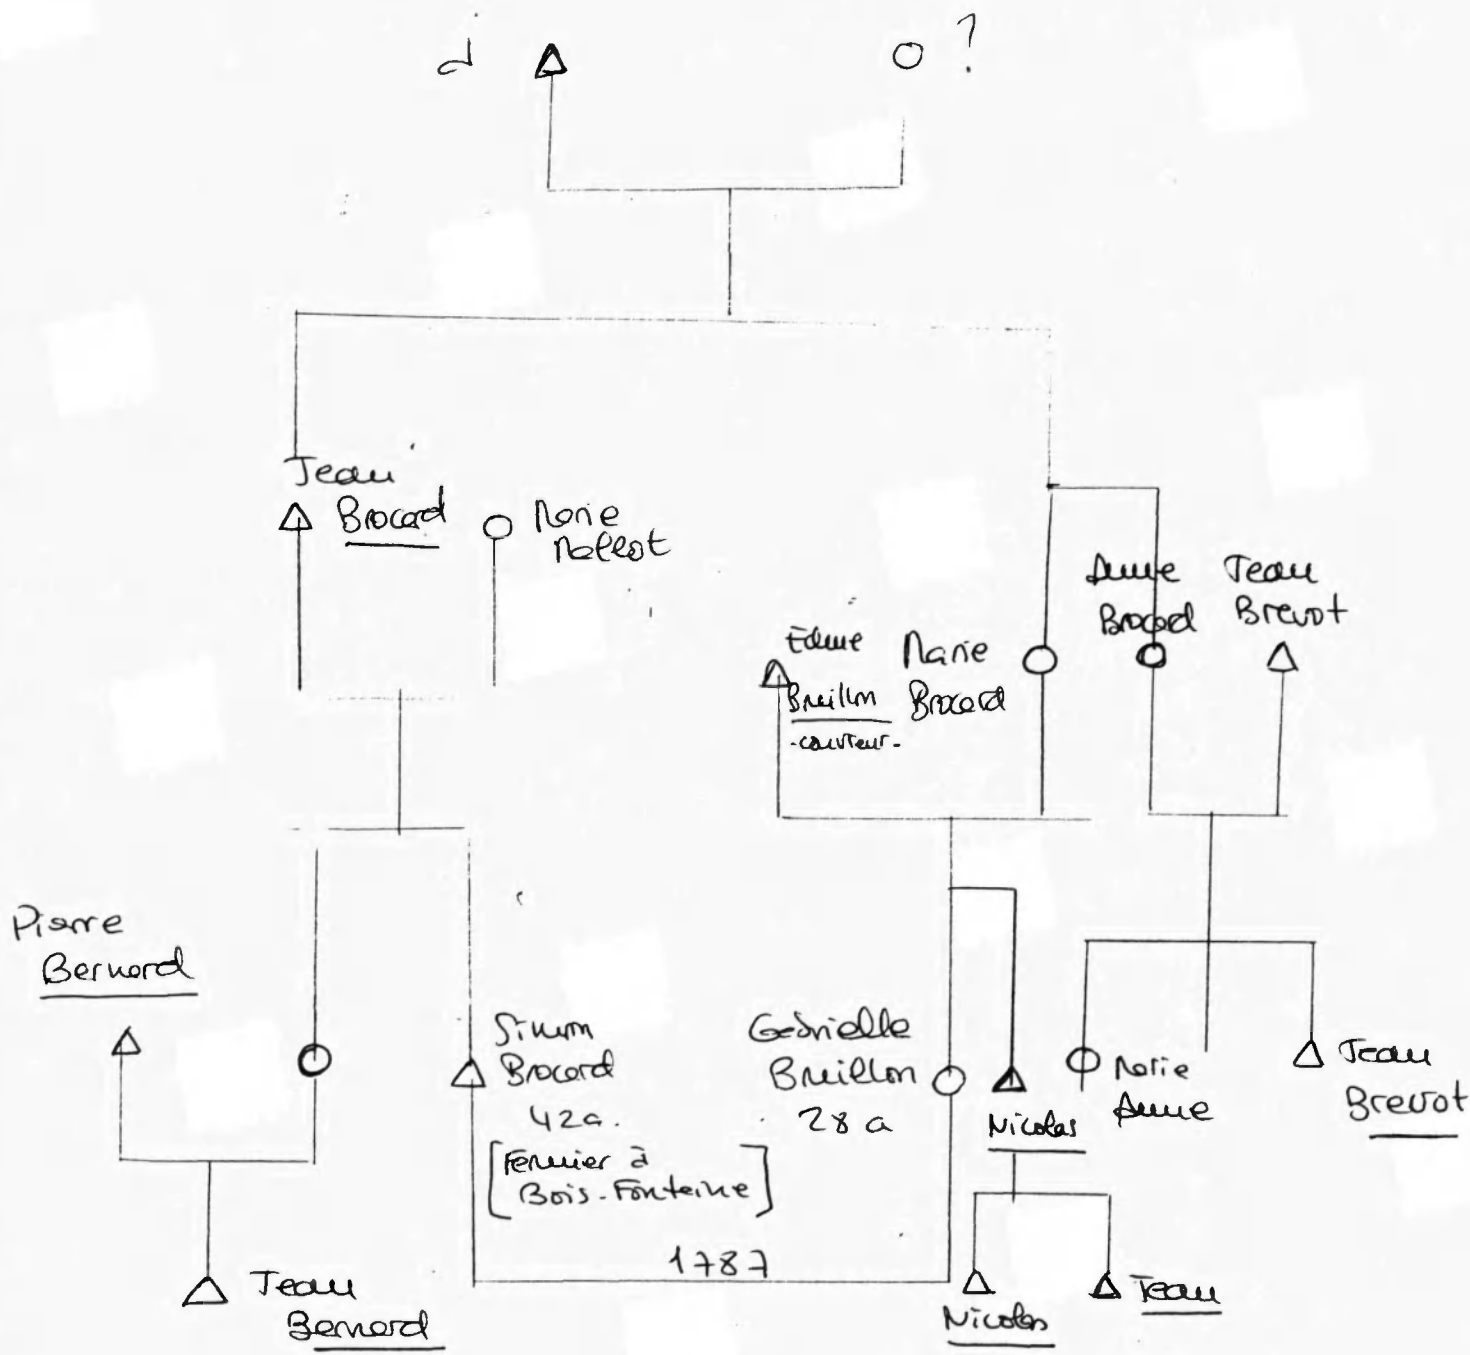 ?
Jean
Brocard
Marie
Edme
Breillon
-couvreur-
Marie
Brocard
Anne
Brocard
Jean
Brevot
Pierre
Bernard
Simon
Brocard
42a.
[Fermier à
Bois-Fontaine]
Gabrielle
Breillon
28 a
Nicolas
Marie
Anne
Jean
Brevot
1787
Jean
Bernard
Nicolas
Jean